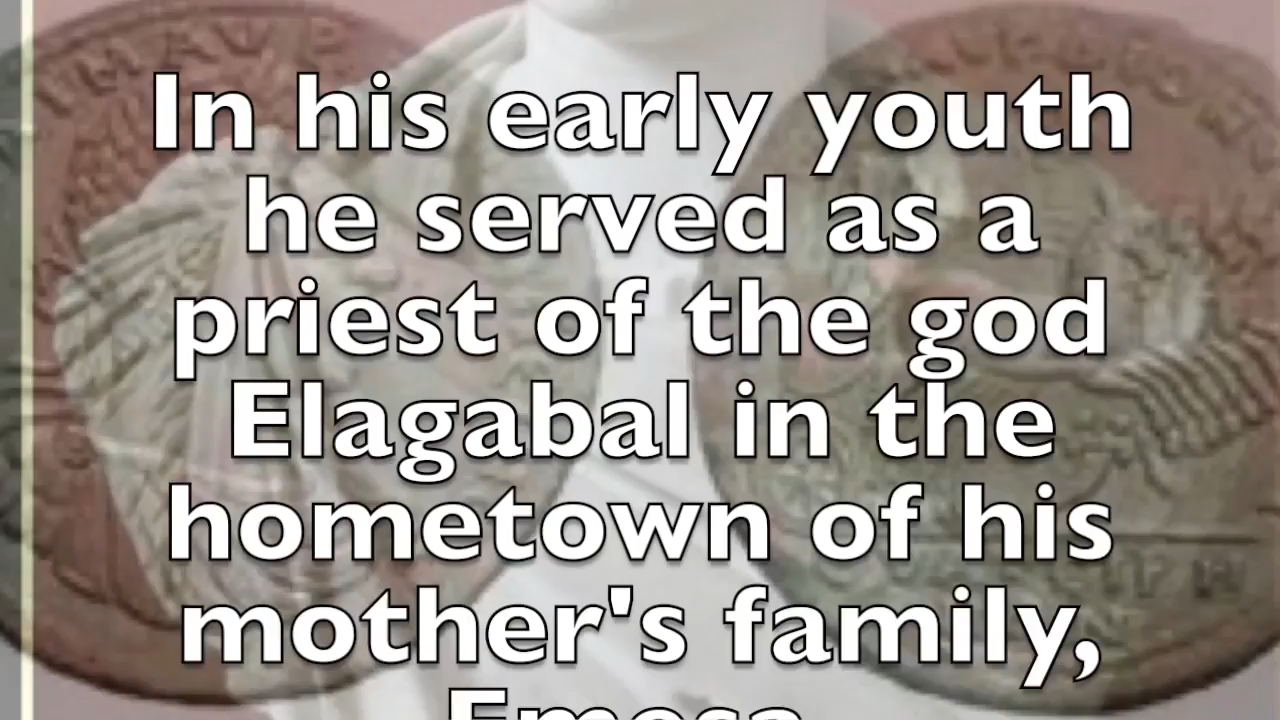 In his early youth
he served as a
priest of the god
Elagabal in the
hometown of his
mother's family,
Emesa